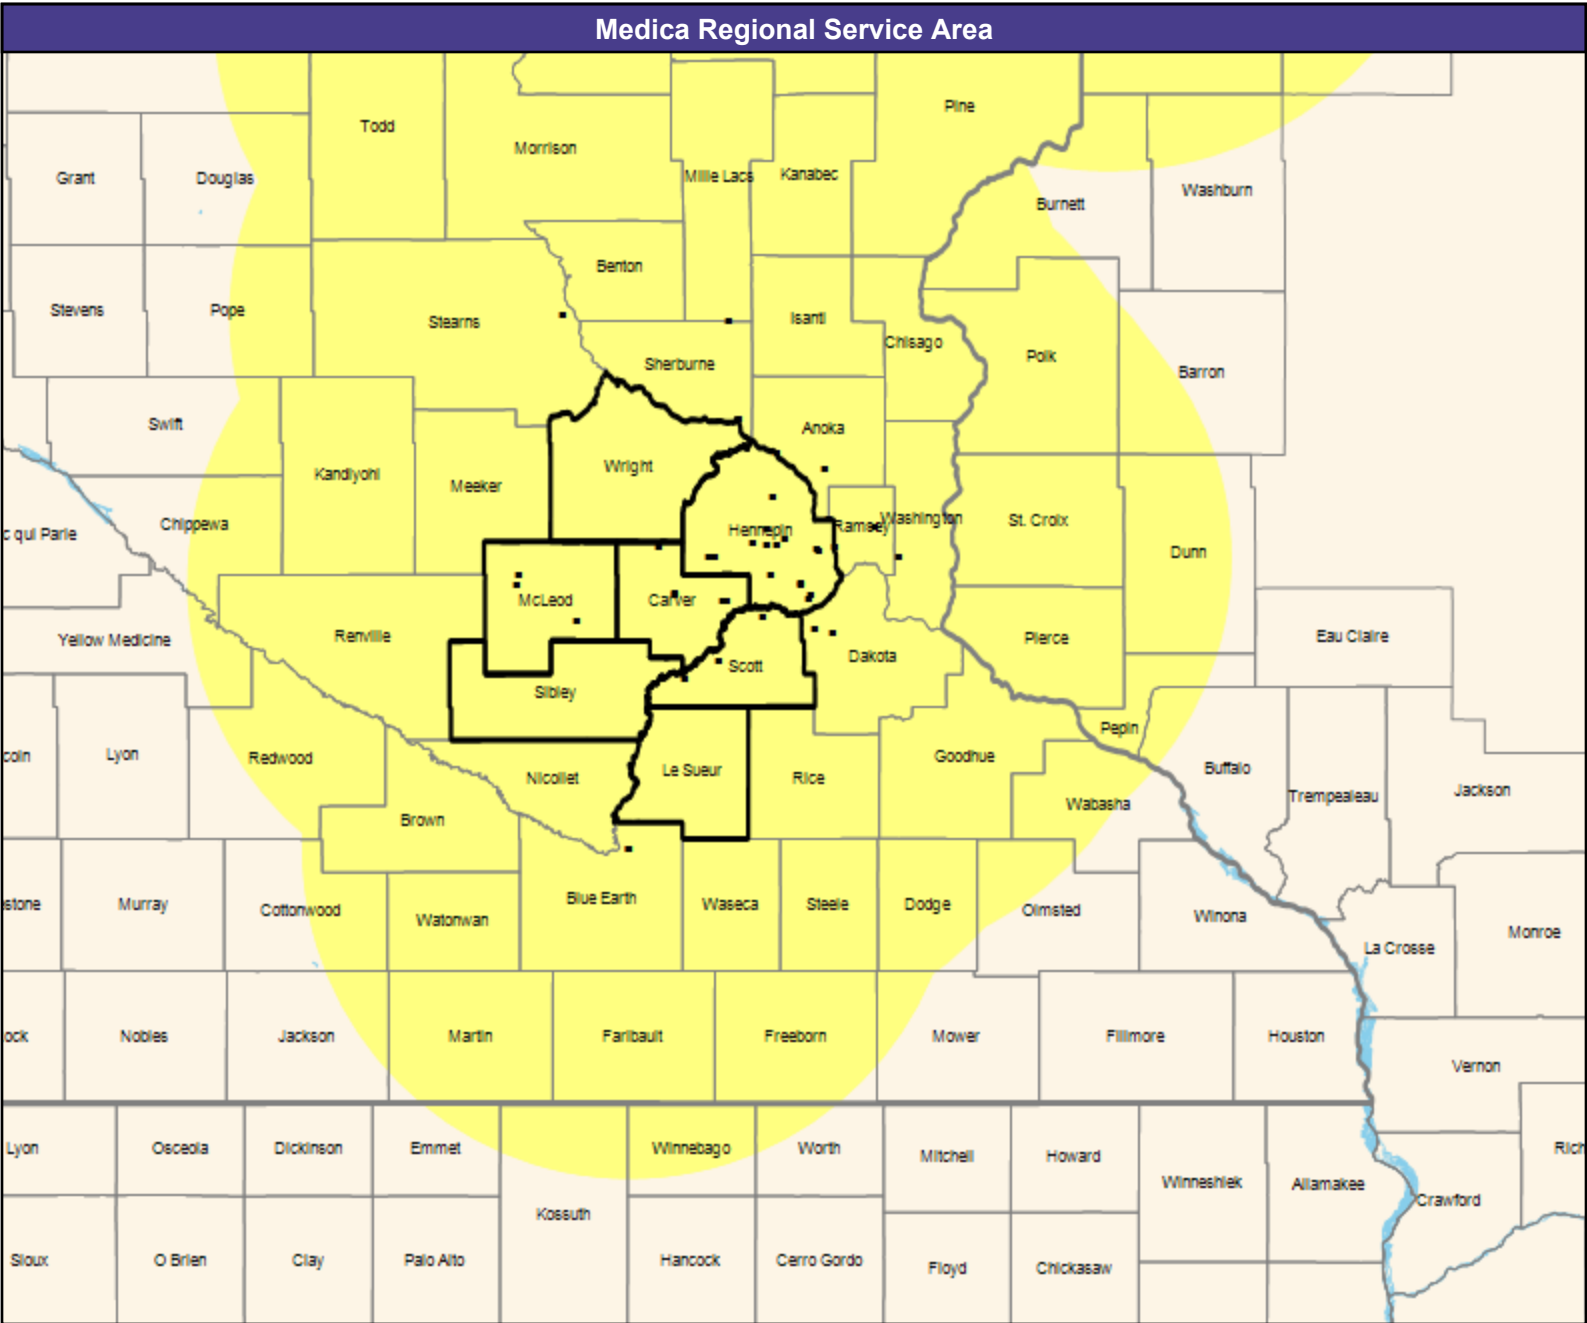 Medica Regional Service Area
Pine
Todd
Morrison
Mille Lacs
Kanabec
Grant
Douglas
Washburn
Burnett
Benton
Stevens
Pope
Stearns
Isanti
Chisago
Polk
Sherburne
Barron
Swift
Anoka
Wright
Kandiyohi
Meeker
Chippewa
Hennepin
Ramsey
Washington
St. Croix
c qui Parle
Dunn
McLeod
Carver
Yellow Medicine
Renville
Pierce
Eau Claire
Scott
Dakota
Sibley
Pepin
coln
Lyon
Redwood
Goodhue
Buffalo
Nicollet
Le Sueur
Rice
Trempealeau
Jackson
Wabasha
Brown
stone
Murray
Cottonwood
Watonwan
Blue Earth
Waseca
Steele
Dodge
Olmsted
Winona
La Crosse
Monroe
ock
Nobles
Jackson
Martin
Faribault
Freeborn
Mower
Fillmore
Houston
Vernon
Lyon
Osceola
Dickinson
Emmet
Winnebago
Worth
Mitchell
Howard
Rich
Winneshiek
Allamakee
Crawford
Kossuth
Sioux
O Brien
Clay
Palo Alto
Hancock
Cerro Gordo
Floyd
Chickasaw